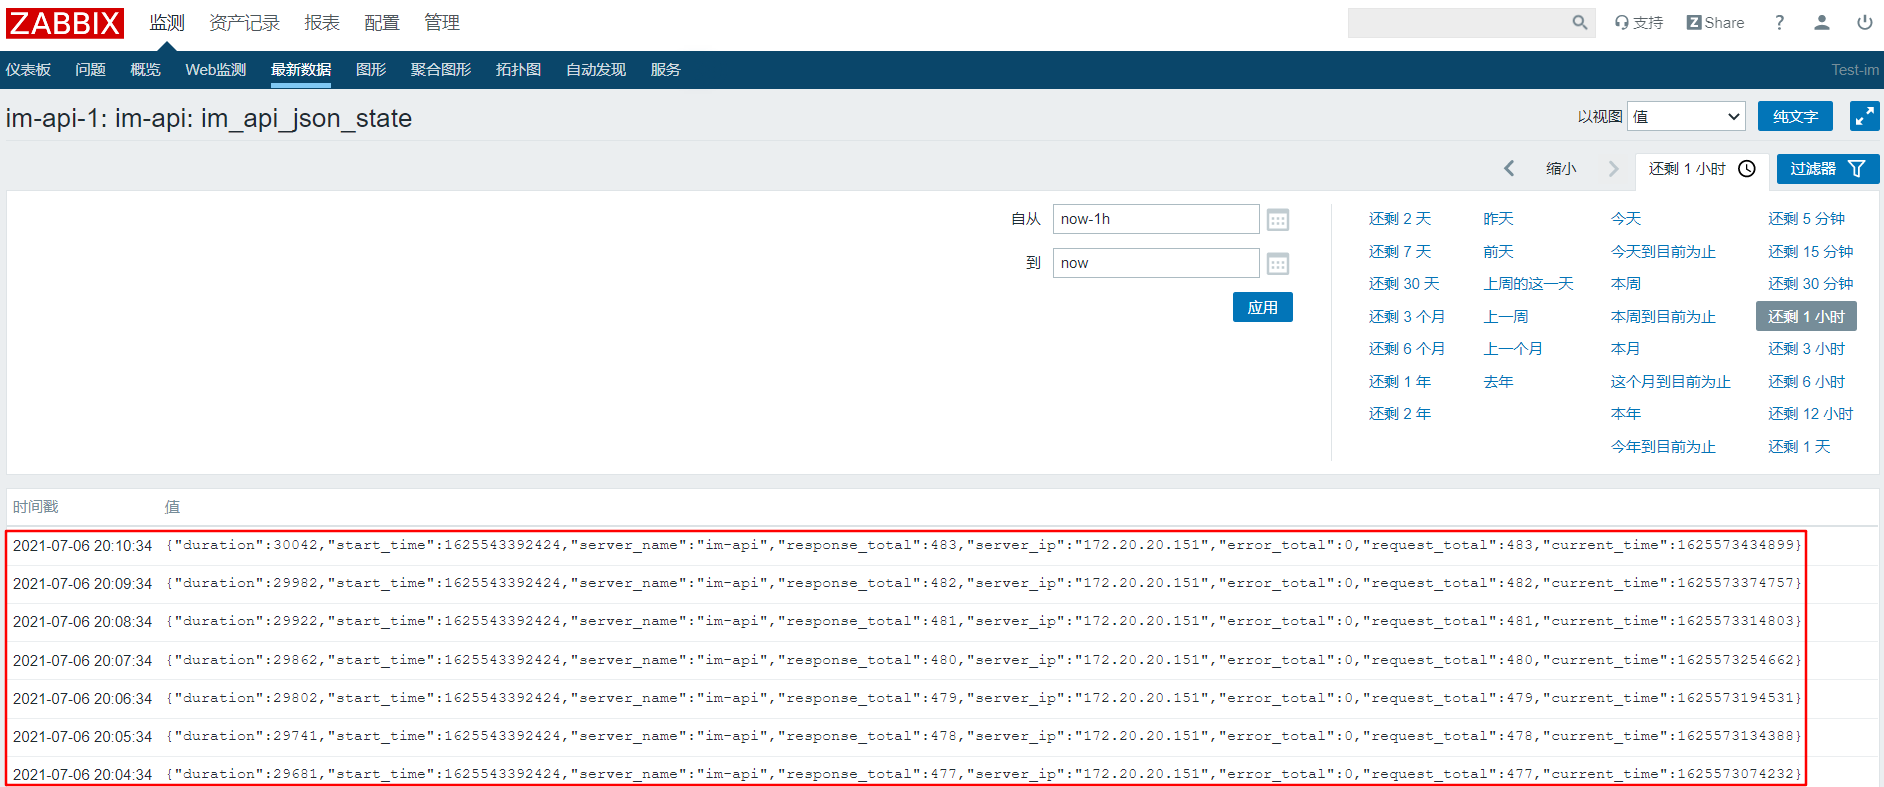 ZABBIX 监测 资产记录 报表 配置 管理 支持 Z Share ?
仪表板 问题 概览 Web监测 最新数据 图形 聚合图形 拓扑图 自动发现 服务 Test-im
im-api-1: im-api: im_api_json_state 以视图 值 纯文字
缩小 还剩 1 小时 过滤器
自从 now-1h 还剩 2 天 昨天 今天 还剩 5 分钟
还剩 7 天 前天 今天到目前为止 还剩 15 分钟
到 now 还剩 30 天 上周的这一天 本周 还剩 30 分钟
应用 还剩 3 个月 上一周 本周到目前为止 还剩 1 小时
还剩 6 个月 上一个月 本月 还剩 3 小时
还剩 1 年 去年 这个月到目前为止 还剩 6 小时
还剩 2 年 本年 还剩 12 小时
今年到目前为止 还剩 1 天
时间戳 值
2021-07-06 20:10:34 {"duration":30042,"start_time":1625543392424,"server_name":"im-api","response_total":483,"server_ip":"172.20.20.151","error_total":0,"request_total":483,"current_time":1625573434899}
2021-07-06 20:09:34 {"duration":29982,"start_time":1625543392424,"server_name":"im-api","response_total":482,"server_ip":"172.20.20.151","error_total":0,"request_total":482,"current_time":1625573374757}
2021-07-06 20:08:34 {"duration":29922,"start_time":1625543392424,"server_name":"im-api","response_total":481,"server_ip":"172.20.20.151","error_total":0,"request_total":481,"current_time":1625573314803}
2021-07-06 20:07:34 {"duration":29862,"start_time":1625543392424,"server_name":"im-api","response_total":480,"server_ip":"172.20.20.151","error_total":0,"request_total":480,"current_time":1625573254662}
2021-07-06 20:06:34 {"duration":29802,"start_time":1625543392424,"server_name":"im-api","response_total":479,"server_ip":"172.20.20.151","error_total":0,"request_total":479,"current_time":1625573194531}
2021-07-06 20:05:34 {"duration":29741,"start_time":1625543392424,"server_name":"im-api","response_total":478,"server_ip":"172.20.20.151","error_total":0,"request_total":478,"current_time":1625573134388}
2021-07-06 20:04:34 {"duration":29681,"start_time":1625543392424,"server_name":"im-api","response_total":477,"server_ip":"172.20.20.151","error_total":0,"request_total":477,"current_time":1625573074232}